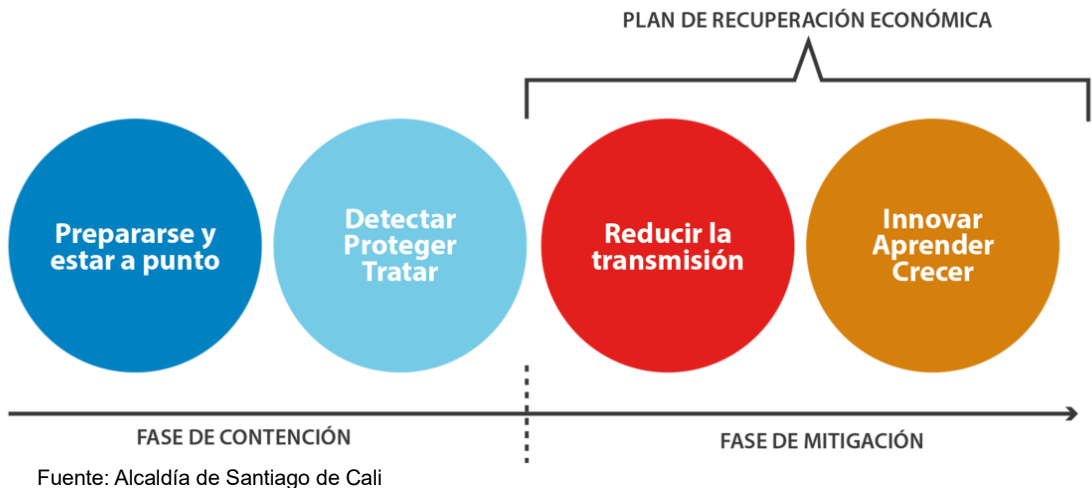 PLAN DE RECUPERACIÓN ECONÓMICA
Prepararse y
estar a punto
Detectar
Proteger
Tratar
Reducir la
transmisión
Innovar
Aprender
Crecer
FASE DE CONTENCIÓN
FASE DE MITIGACIÓN
Fuente: Alcaldía de Santiago de Cali